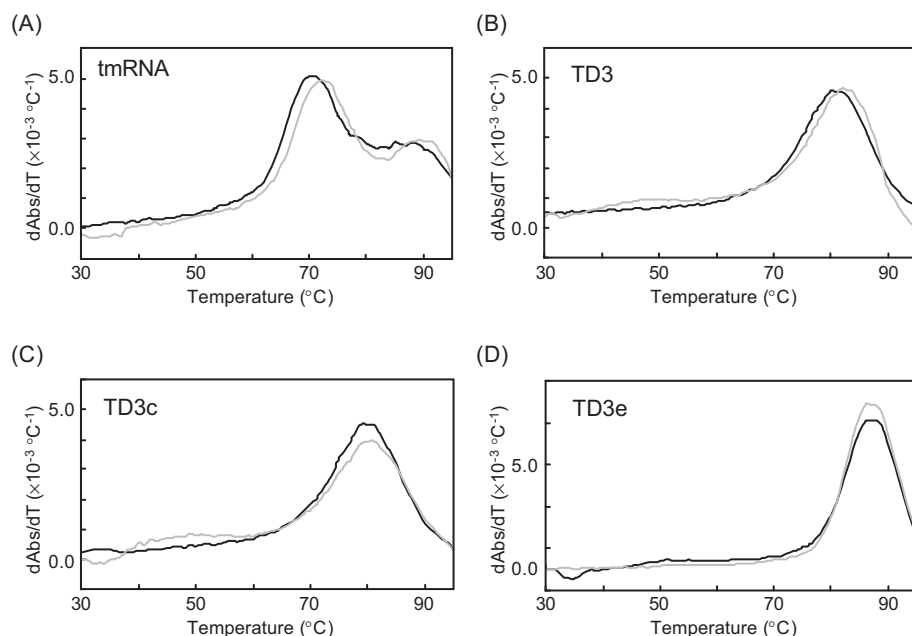 (A)
tmRNA
dAbs/dT (×10⁻³ °C⁻¹)
5.0
0.0
30
50
70
90
Temperature (°C)
(B)
TD3
dAbs/dT (×10⁻³ °C⁻¹)
5.0
0.0
30
50
70
90
Temperature (°C)
(C)
TD3c
dAbs/dT (×10⁻³ °C⁻¹)
5.0
0.0
30
50
70
90
Temperature (°C)
(D)
TD3e
dAbs/dT (×10⁻³ °C⁻¹)
5.0
0.0
30
50
70
90
Temperature (°C)